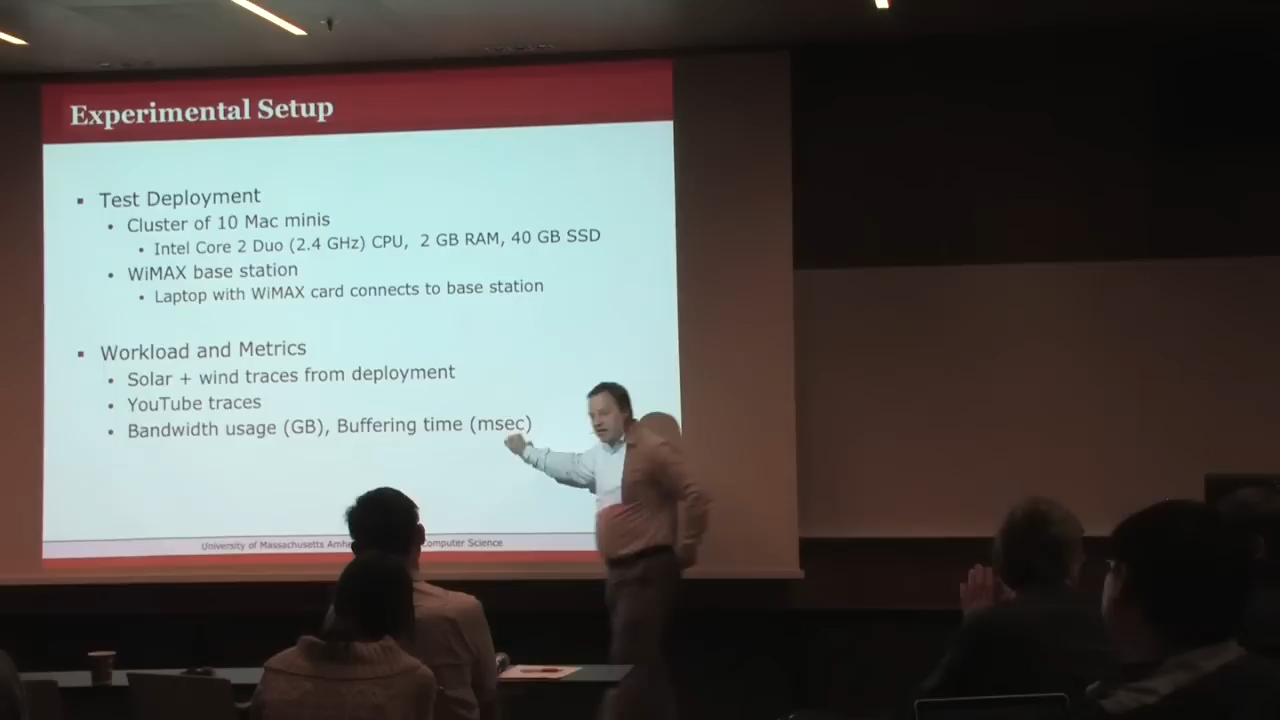 Experimental Setup
Test Deployment
Cluster of 10 Mac minis
Intel Core 2 Duo (2.4 GHz) CPU, 2 GB RAM, 40 GB SSD
WiMAX base station
Laptop with WiMAX card connects to base station
Workload and Metrics
Solar + wind traces from deployment
YouTube traces
Bandwidth usage (GB), Buffering time (msec)
University of Massachusetts Computer Science